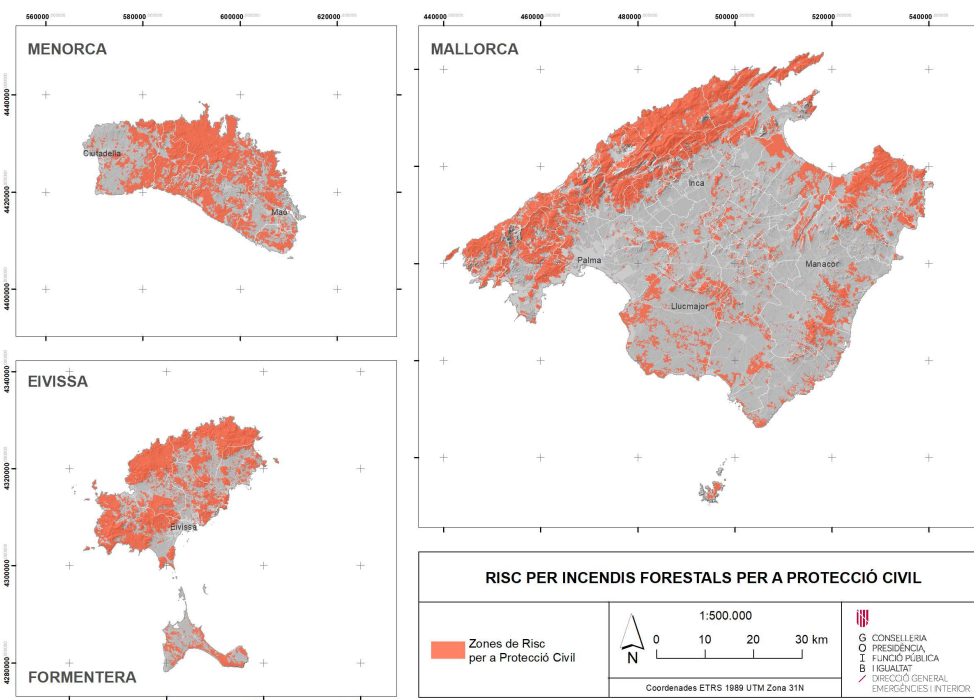 560000
580000
600000
620000
440000
460000
480000
500000
520000
540000
MENORCA
MALLORCA
4440000
4420000
4400000
Ciutadella
Maó
Inca
Palma
Manacor
Llucmajor
EIVISSA
4340000
4320000
4300000
4280000
Eivissa
FORMENTERA
RISC PER INCENDIS FORESTALS PER A PROTECCIÓ CIVIL
Zones de Risc
per a Protecció Civil
1:500.000
0 10 20 30 km
N
Coordenades ETRS 1989 UTM Zona 31N
G CONSELLERIA
O PRESIDÈNCIA,
I FUNCIÓ PÚBLICA
B I IGUALTAT
/ DIRECCIÓ GENERAL
EMERGÈNCIES I INTERIOR